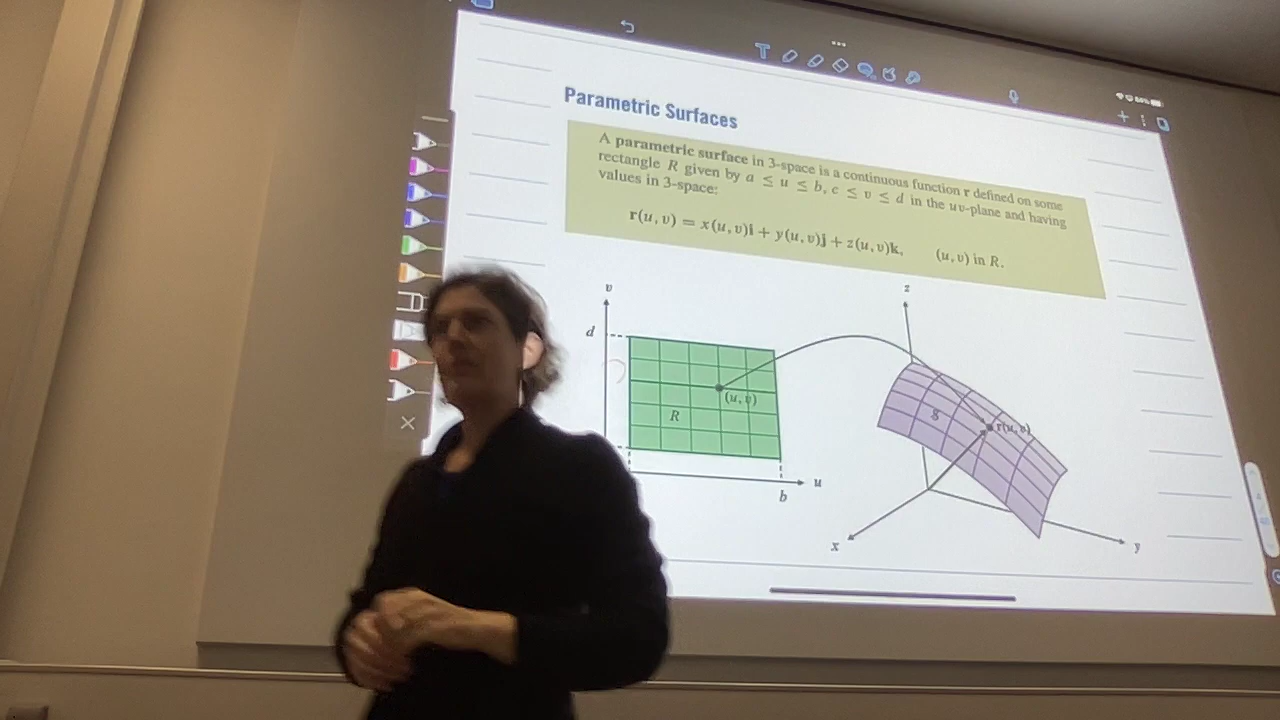 Parametric Surfaces
A parametric surface in 3-space is a continuous function r defined on some
rectangle R given by a ≤ u ≤ b, c ≤ v ≤ d in the uv-plane and having
values in 3-space:
r(u, v) = x(u, v)i + y(u, v)j + z(u, v)k, (u, v) in R.
v
z
d
(u, v)
R
S
r(u, v)
u
b
x
y